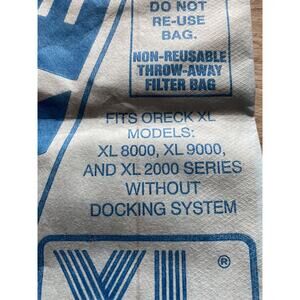 DO NOT
RE-USE
BAG.
NON-REUSABLE
THROW-AWAY
FILTER BAG
FITS ORECK XL
MODELS:
XL 8000, XL 9000,
AND XL 2000 SERIES
WITHOUT
DOCKING SYSTEM
XL®